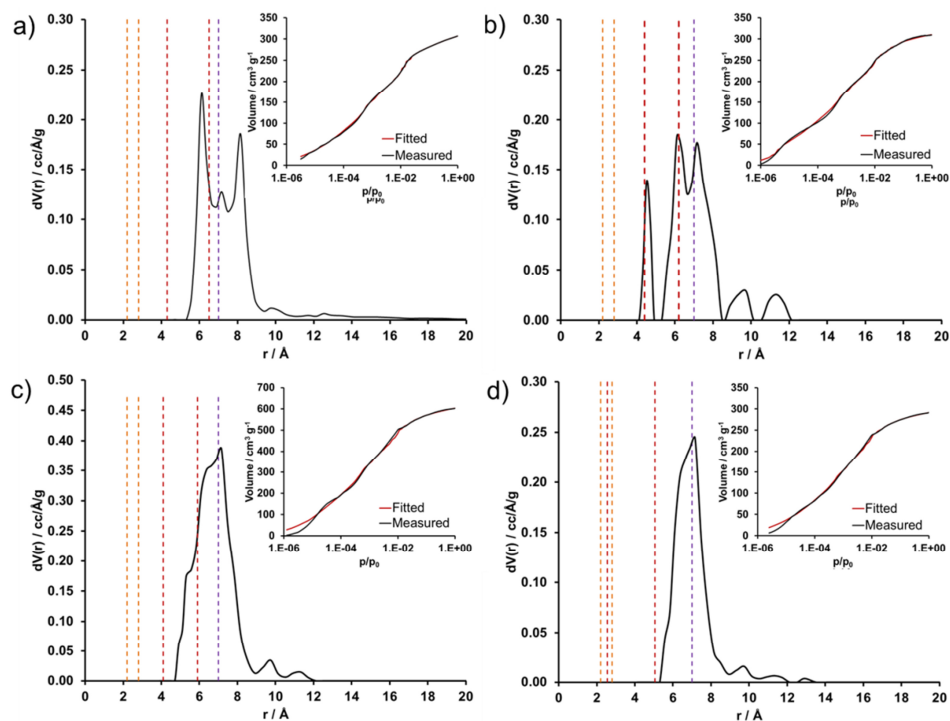 a)
dV(r) / cc/Å/g
0.30
0.25
0.20
0.15
0.10
0.05
0.00
0 2 4 6 8 10 12 14 16 18 20
r / Å
Volume / cm³ g⁻¹
350
300
250
200
150
100
50
0
1.E-06 1.E-04 1.E-02 1.E+00
p/p₀
p/p₀
Fitted
Measured
b)
dV(r) / cc/Å/g
0.30
0.25
0.20
0.15
0.10
0.05
0.00
0 2 4 6 8 10 12 14 16 18 20
r / Å
Volume / cm³ g⁻¹
350
300
250
200
150
100
50
0
1.E-06 1.E-04 1.E-02 1.E+00
p/p₀
p/p₀
Fitted
Measured
c)
dV(r) / cc/Å/g
0.50
0.45
0.40
0.35
0.30
0.25
0.20
0.15
0.10
0.05
0.00
0 2 4 6 8 10 12 14 16 18 20
r / Å
Volume / cm³ g⁻¹
700
600
500
400
300
200
100
0
1.E-06 1.E-04 1.E-02 1.E+00
p/p₀
Fitted
Measured
d)
dV(r) / cc/Å/g
0.30
0.25
0.20
0.15
0.10
0.05
0.00
0 2 4 6 8 10 12 14 16 18 20
r / Å
Volume / cm³ g⁻¹
350
300
250
200
150
100
50
0
1.E-06 1.E-04 1.E-02 1.E+00
p/p₀
Fitted
Measured